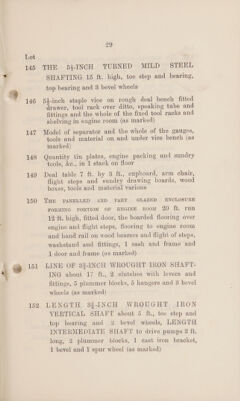 29
Lot
145 THE 5½-INCH TURNED MILD STEEL
SHAFTING 15 ft. high, toe step and bearing,
top bearing and 3 bevel wheels
146 5½-inch staple vice on rough deal bench fitted
drawer, tool rack over ditto, speaking tube and
fittings and the whole of the fixed tool racks and
shelving in engine room (as marked)
147 Model of separator and the whole of the gauges,
tools and material on and under vice bench (as
marked)
148 Quantity tin plates, engine packing and sundry
tools, &c., in 1 stack on floor
149 Deal table 7 ft. by 3 ft., cupboard, arm chair,
flight steps and sundry drawing boards, wood
boxes, tools and material various
150 THE PANELLED AND PART GLAZED ENCLOSURE
FORMING PORTION OF ENGINE ROOM 20 ft. run
12 ft. high, fitted door, the boarded flooring over
engine and flight steps, flooring to engine room
and hand rail on wood bearers and flight of steps,
washstand and fittings, 1 sash and frame and
1 door and frame (as marked)
151 LINE OF 3½-INCH WROUGHT IRON SHAFT-
ING about 17 ft., 2 clutches with levers and
fittings, 5 plummer blocks, 5 hangers and 3 bevel
wheels (as marked)
152 LENGTH 3½-INCH WROUGHT IRON
VERTICAL SHAFT about 5 ft., toe step and
top bearing and 2 bevel wheels, LENGTH
INTERMEDIATE SHAFT to drive pumps 3 ft.
long, 2 plummer blocks, 1 cast iron bracket,
1 bevel and 1 spur wheel (as marked)